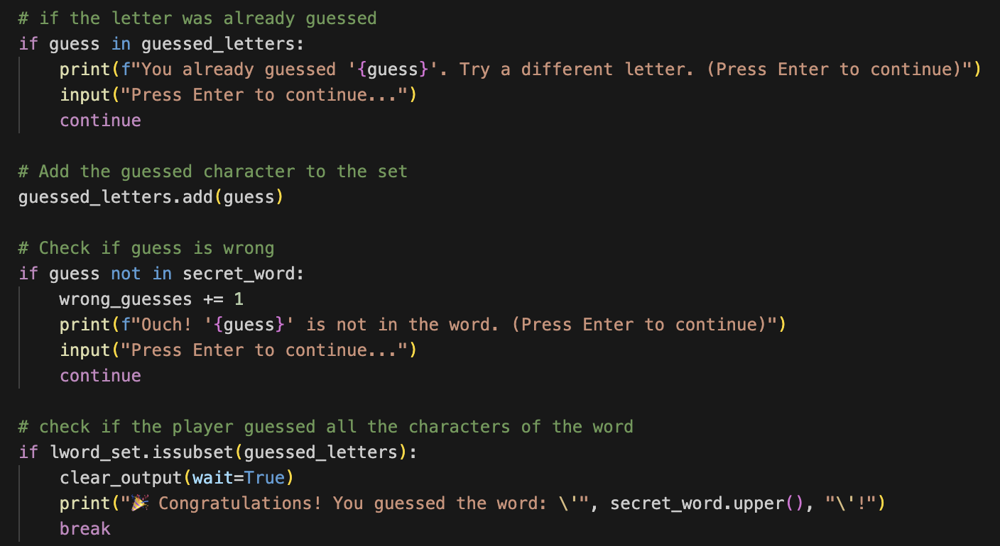 # if the letter was already guessed
if guess in guessed_letters:
    print(f"You already guessed '{guess}'. Try a different letter. (Press Enter to continue)")
    input("Press Enter to continue...")
    continue

# Add the guessed character to the set
guessed_letters.add(guess)

# Check if guess is wrong
if guess not in secret_word:
    wrong_guesses += 1
    print(f"Ouch! '{guess}' is not in the word. (Press Enter to continue)")
    input("Press Enter to continue...")
    continue

# check if the player guessed all the characters of the word
if lword_set.issubset(guessed_letters):
    clear_output(wait=True)
    print("🎉 Congratulations! You guessed the word: \'", secret_word.upper(), "\'!")
    break